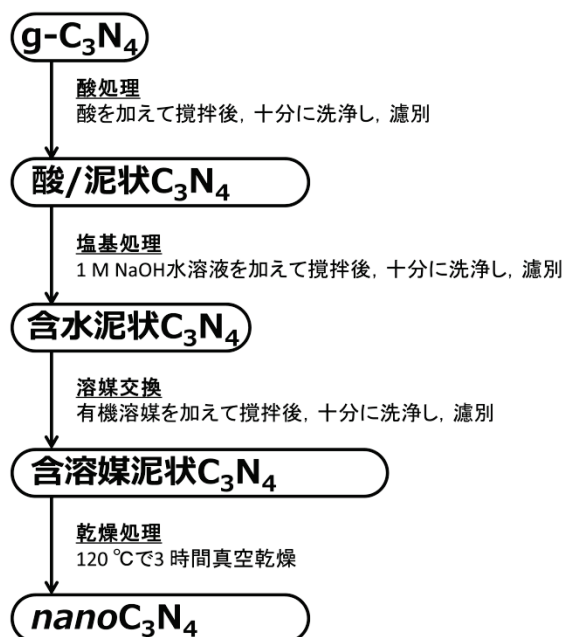 g-C₃N₄
酸処理
酸を加えて撹拌後, 十分に洗浄し, 濾別
酸/泥状C₃N₄
塩基処理
1 M NaOH水溶液を加えて撹拌後, 十分に洗浄し, 濾別
含水泥状C₃N₄
溶媒交換
有機溶媒を加えて撹拌後, 十分に洗浄し, 濾別
含溶媒泥状C₃N₄
乾燥処理
120 ℃で3 時間真空乾燥
nanoC₃N₄